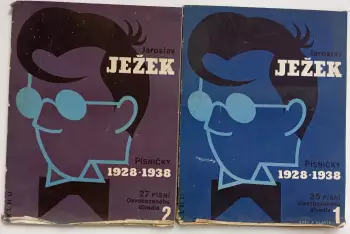 Jaroslav
JEŽEK
PÍSNIČKY
1928-1938
27 PÍSNÍ
Osvobozeného
divadla
2
Jaroslav
JEŽEK
PÍSNIČKY
1928-1938
25 PÍSNÍ
Osvobozeného
divadla
1